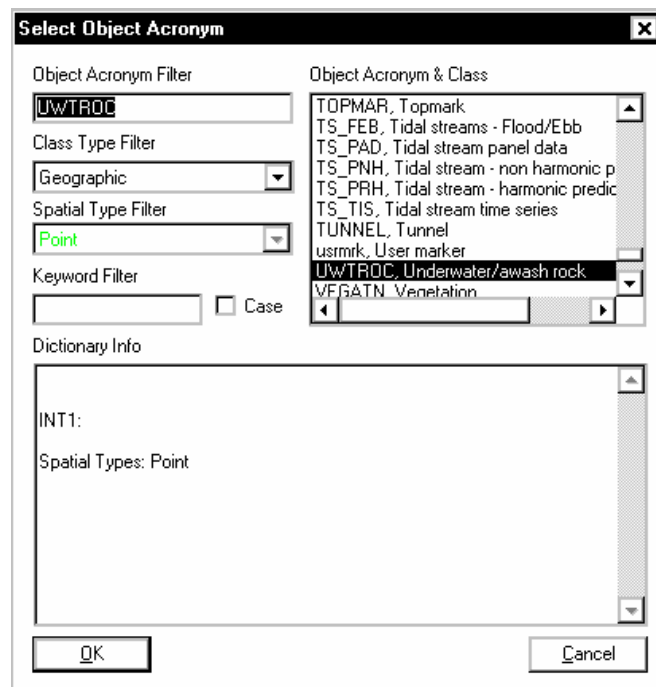 Select Object Acronym
Object Acronym Filter
UWTROC
Class Type Filter
Geographic
Spatial Type Filter
Point
Keyword Filter
Case
Object Acronym & Class
TOPMAR, Topmark
TS_FEB, Tidal streams - Flood/Ebb
TS_PAD, Tidal stream panel data
TS_PNH, Tidal stream - non harmonic p
TS_PRH, Tidal stream - harmonic predic
TS_TIS, Tidal stream time series
TUNNEL, Tunnel
usrmrk, User marker
UWTROC, Underwater/awash rock
VEGATN, Vegetation
Dictionary Info
INT1:
Spatial Types: Point
OK
Cancel